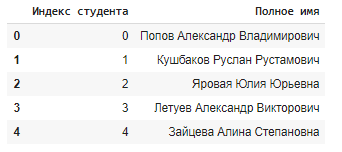 Индекс студента Полное имя
0 0 Попов Александр Владимирович
1 1 Кушбаков Руслан Рустамович
2 2 Яровая Юлия Юрьевна
3 3 Летуев Александр Викторович
4 4 Зайцева Алина Степановна